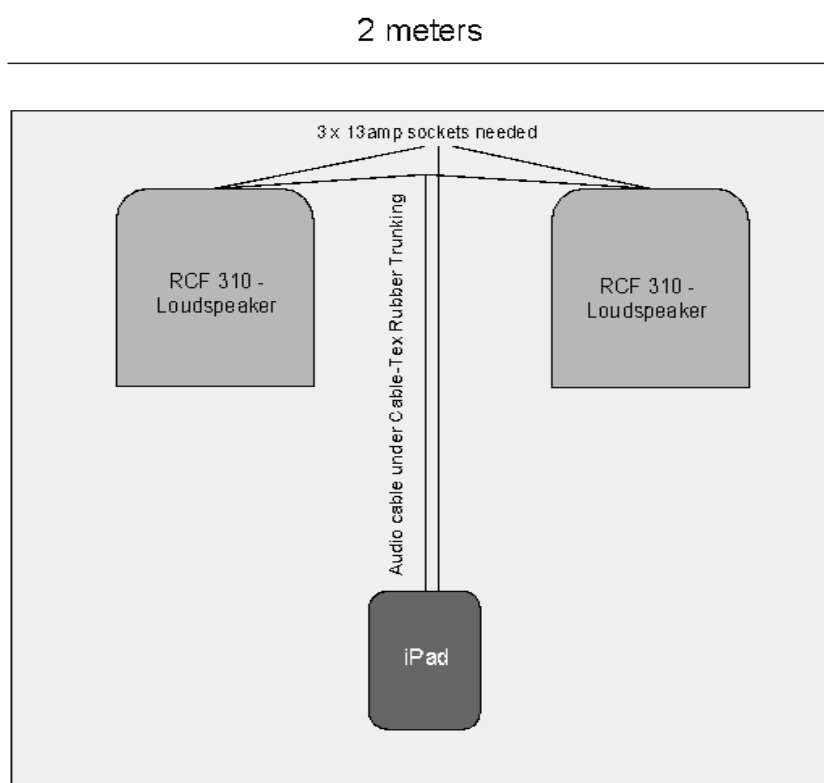 2 meters
3 x 13amp sockets needed
RCF 310 -
Loudspeaker
RCF 310 -
Loudspeaker
Audio cable under Cable-Tex Rubber Trunking
iPad